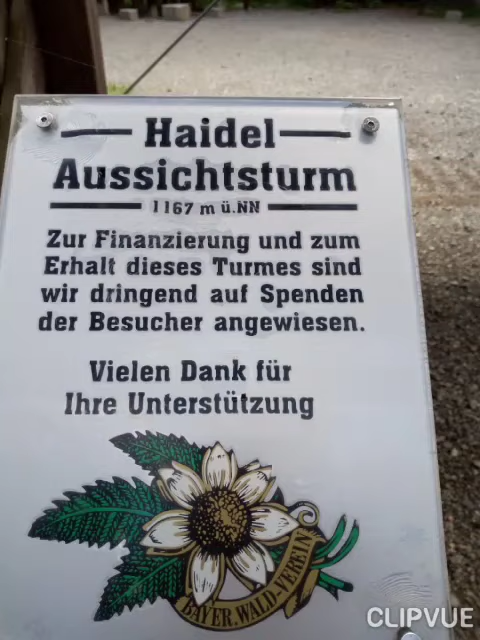 Haidel
Aussichtsturm
1167 m ü.NN
Zur Finanzierung und zum
Erhalt dieses Turmes sind
wir dringend auf Spenden
der Besucher angewiesen.
Vielen Dank für
Ihre Unterstützung
BAYER.WALD-VEREIN
CLIPVUE